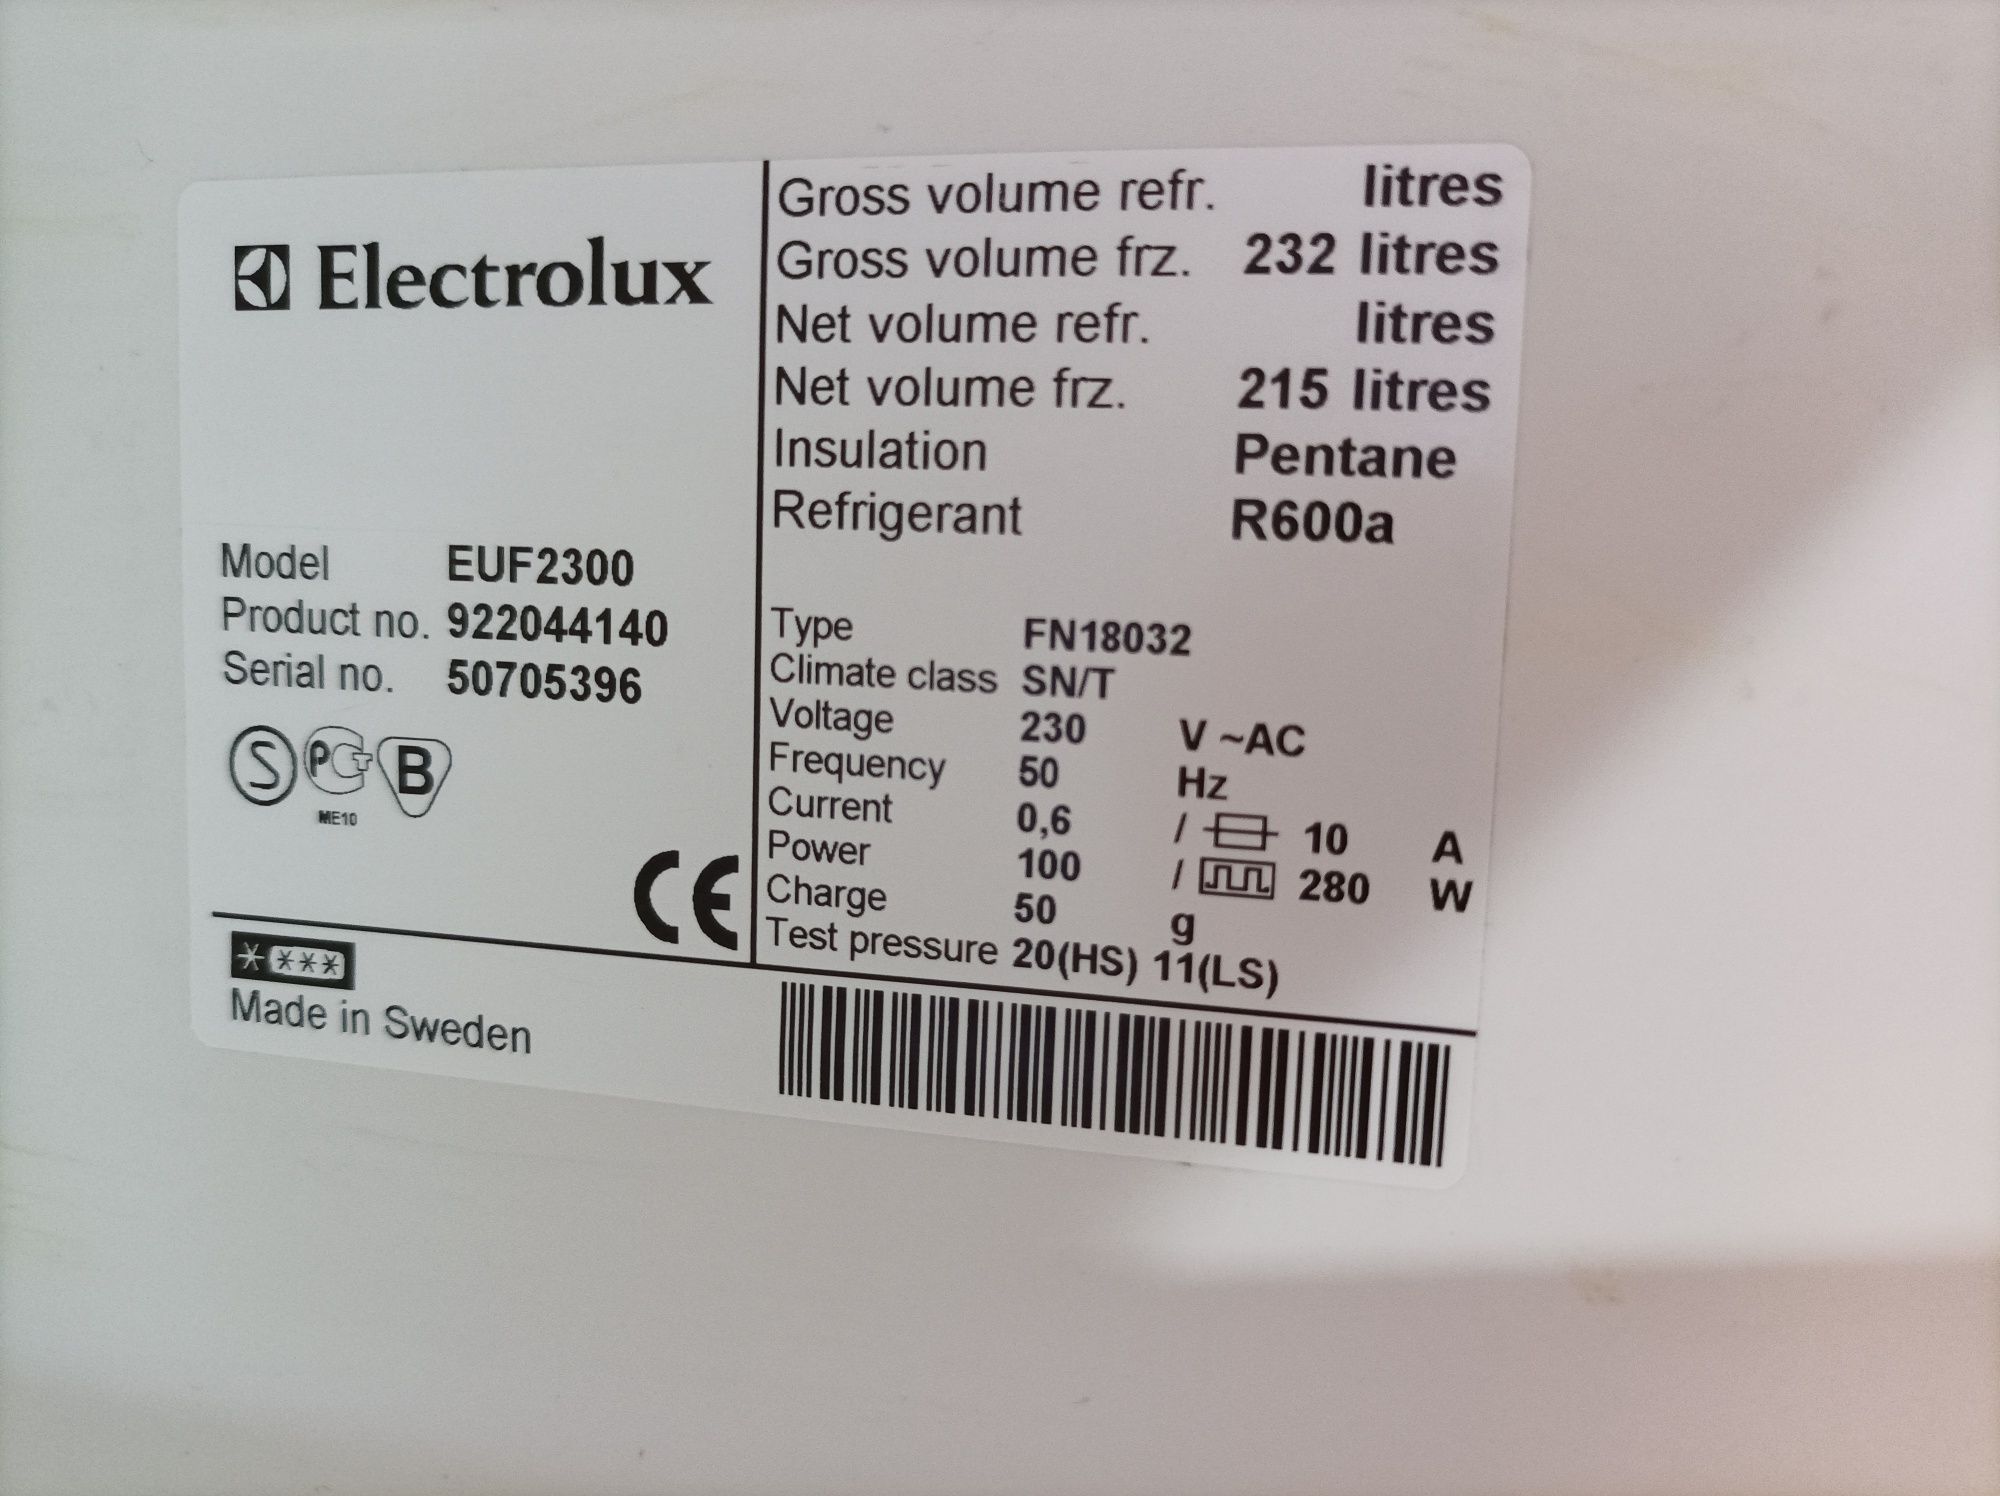 Electrolux
Model EUF2300
Product no. 922044140
Serial no. 50705396
S PCT B
ME10
CE
Gross volume refr. litres
Gross volume frz. 232 litres
Net volume refr. litres
Net volume frz. 215 litres
Insulation Pentane
Refrigerant R600a
Type FN18032
Climate class SN/T
Voltage 230 V ~AC
Frequency 50 Hz
Current 0,6 / 10 A
Power 100 / 280 W
Charge 50 g
Test pressure 20(HS) 11(LS)
* ***
Made in Sweden